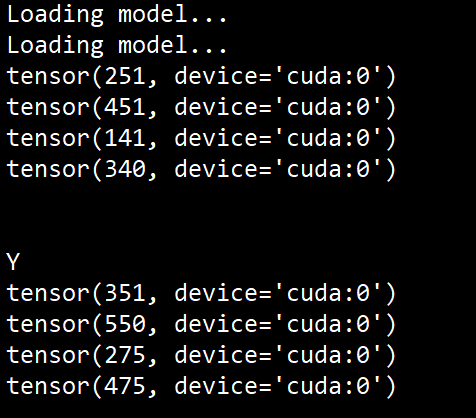 Loading model...
Loading model...
tensor(251, device='cuda:0')
tensor(451, device='cuda:0')
tensor(141, device='cuda:0')
tensor(340, device='cuda:0')
Y
tensor(351, device='cuda:0')
tensor(550, device='cuda:0')
tensor(275, device='cuda:0')
tensor(475, device='cuda:0')